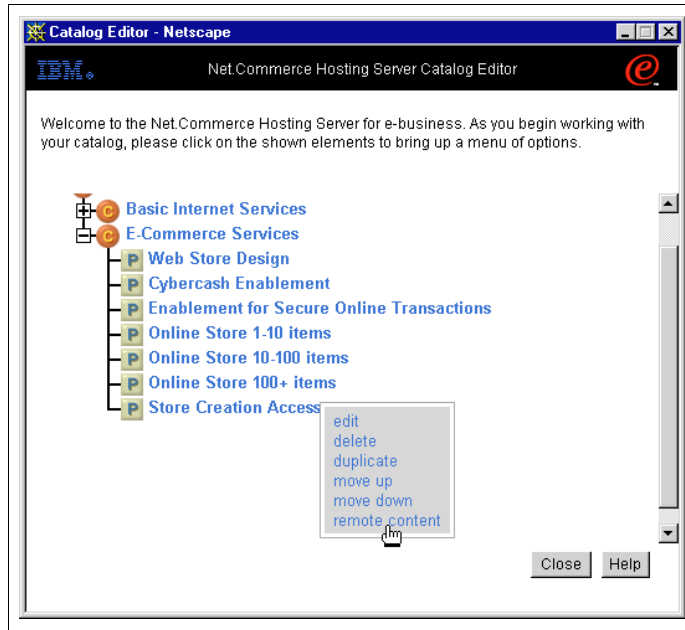 Catalog Editor - Netscape
IBM Net.Commerce Hosting Server Catalog Editor e
Welcome to the Net.Commerce Hosting Server for e-business. As you begin working with
your catalog, please click on the shown elements to bring up a menu of options.
C Basic Internet Services
C E-Commerce Services
P Web Store Design
P Cybercash Enablement
P Enablement for Secure Online Transactions
P Online Store 1-10 items
P Online Store 10-100 items
P Online Store 100+ items
P Store Creation Access
edit
delete
duplicate
move up
move down
remote content
Close Help